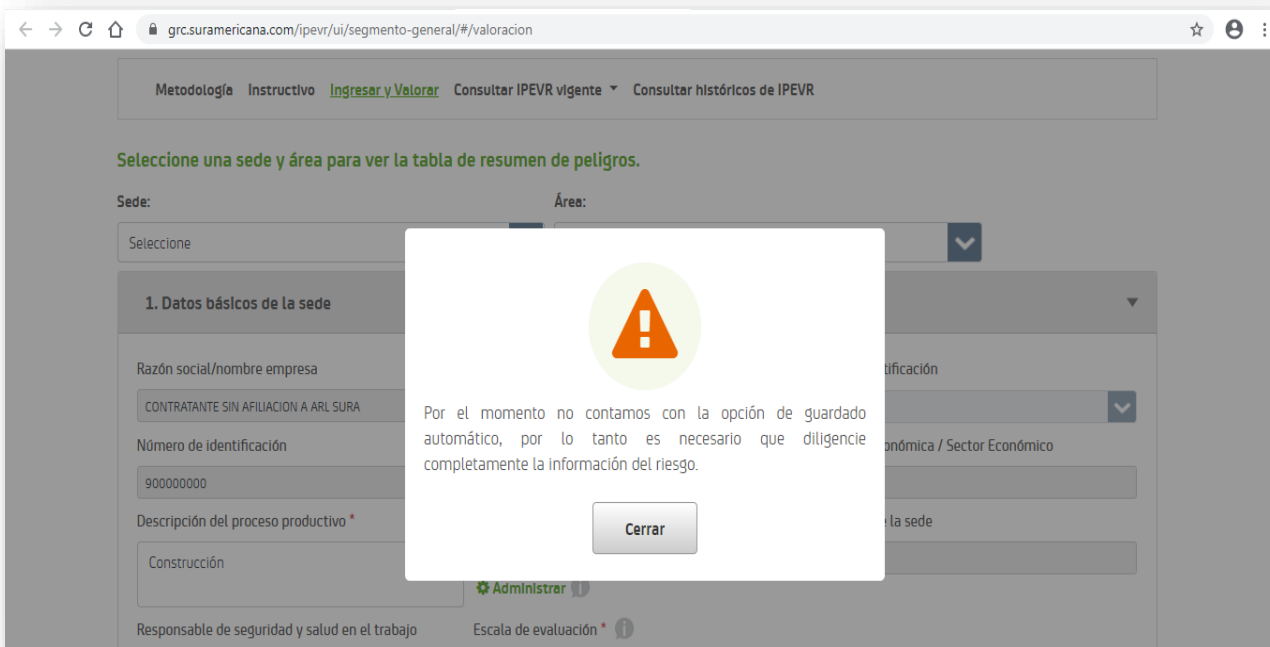 grc.suramericana.com/ipevr/ui/segmento-general/#/valoracion
Metodología Instructivo Ingresar y Valorar Consultar IPEVR vigente Consultar históricos de IPEVR
Seleccione una sede y área para ver la tabla de resumen de peligros.
Sede: Área:
Seleccione
1. Datos básicos de la sede
Razón social/nombre empresa
CONTRATANTE SIN AFILIACION A ARL SURA
Número de identificación
900000000
Descripción del proceso productivo *
Construcción
Responsable de seguridad y salud en el trabajo
Por el momento no contamos con la opción de guardado
automático, por lo tanto es necesario que diligencie
completamente la información del riesgo.
Cerrar
Administrar
Escala de evaluación *
/ Sector Económico
la sede